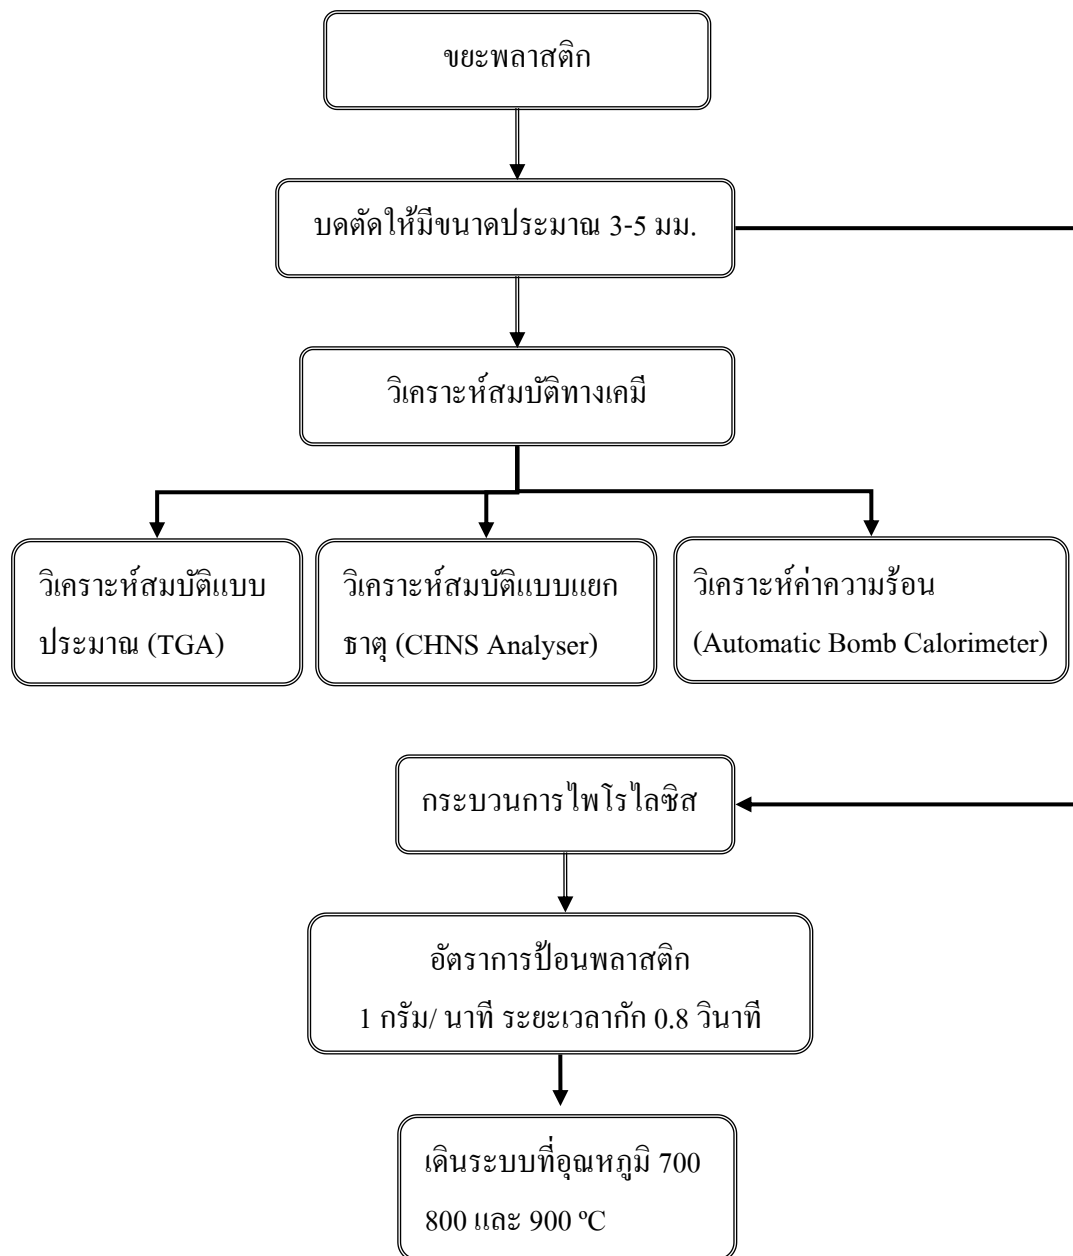 ขยะพลาสติก
บดตัดให้มีขนาดประมาณ 3-5 มม.
วิเคราะห์สมบัติทางเคมี
วิเคราะห์สมบัติแบบ
ประมาณ (TGA)
วิเคราะห์สมบัติแบบแยก
ธาตุ (CHNS Analyser)
วิเคราะห์ค่าความร้อน
(Automatic Bomb Calorimeter)
กระบวนการไพโรไลซิส
อัตราการป้อนพลาสติก
1 กรัม/ นาที ระยะเวลากัก 0.8 วินาที
เดินระบบที่อุณหภูมิ 700
800 และ 900 ºC